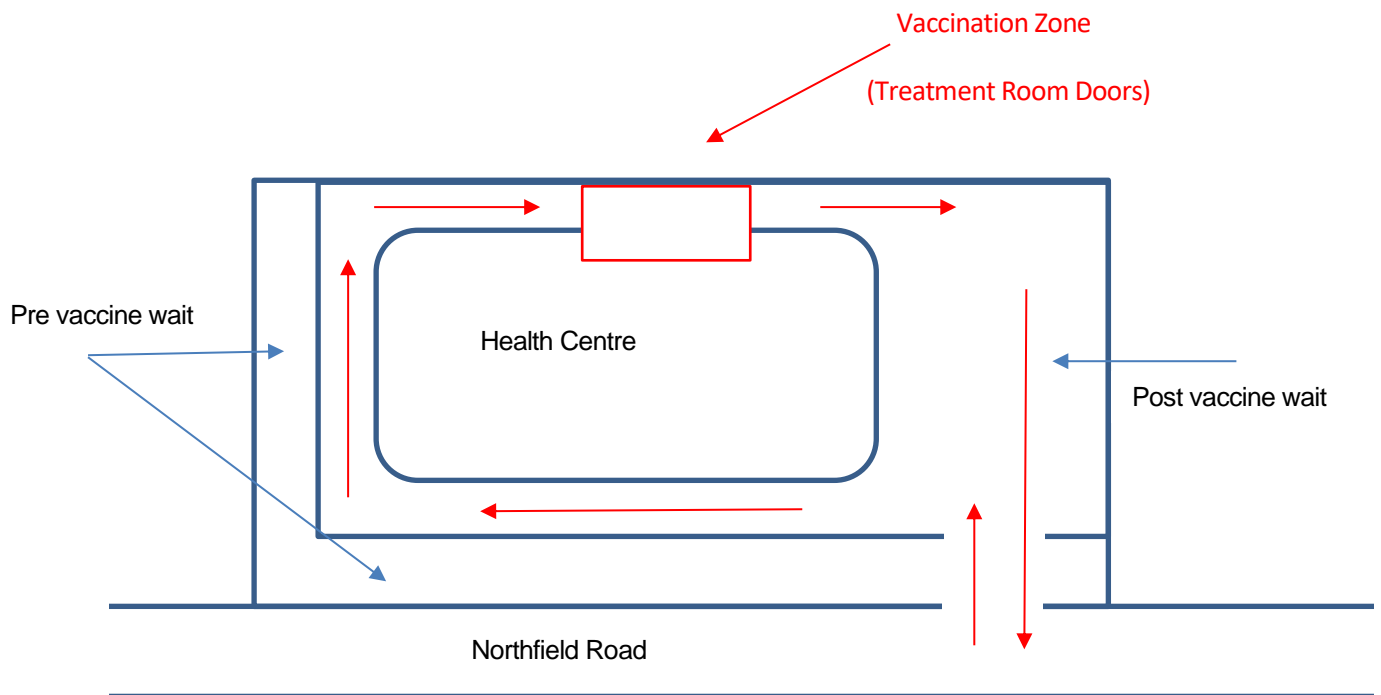 Vaccination Zone
(Treatment Room Doors)
Pre vaccine wait
Health Centre
Post vaccine wait
Northfield Road